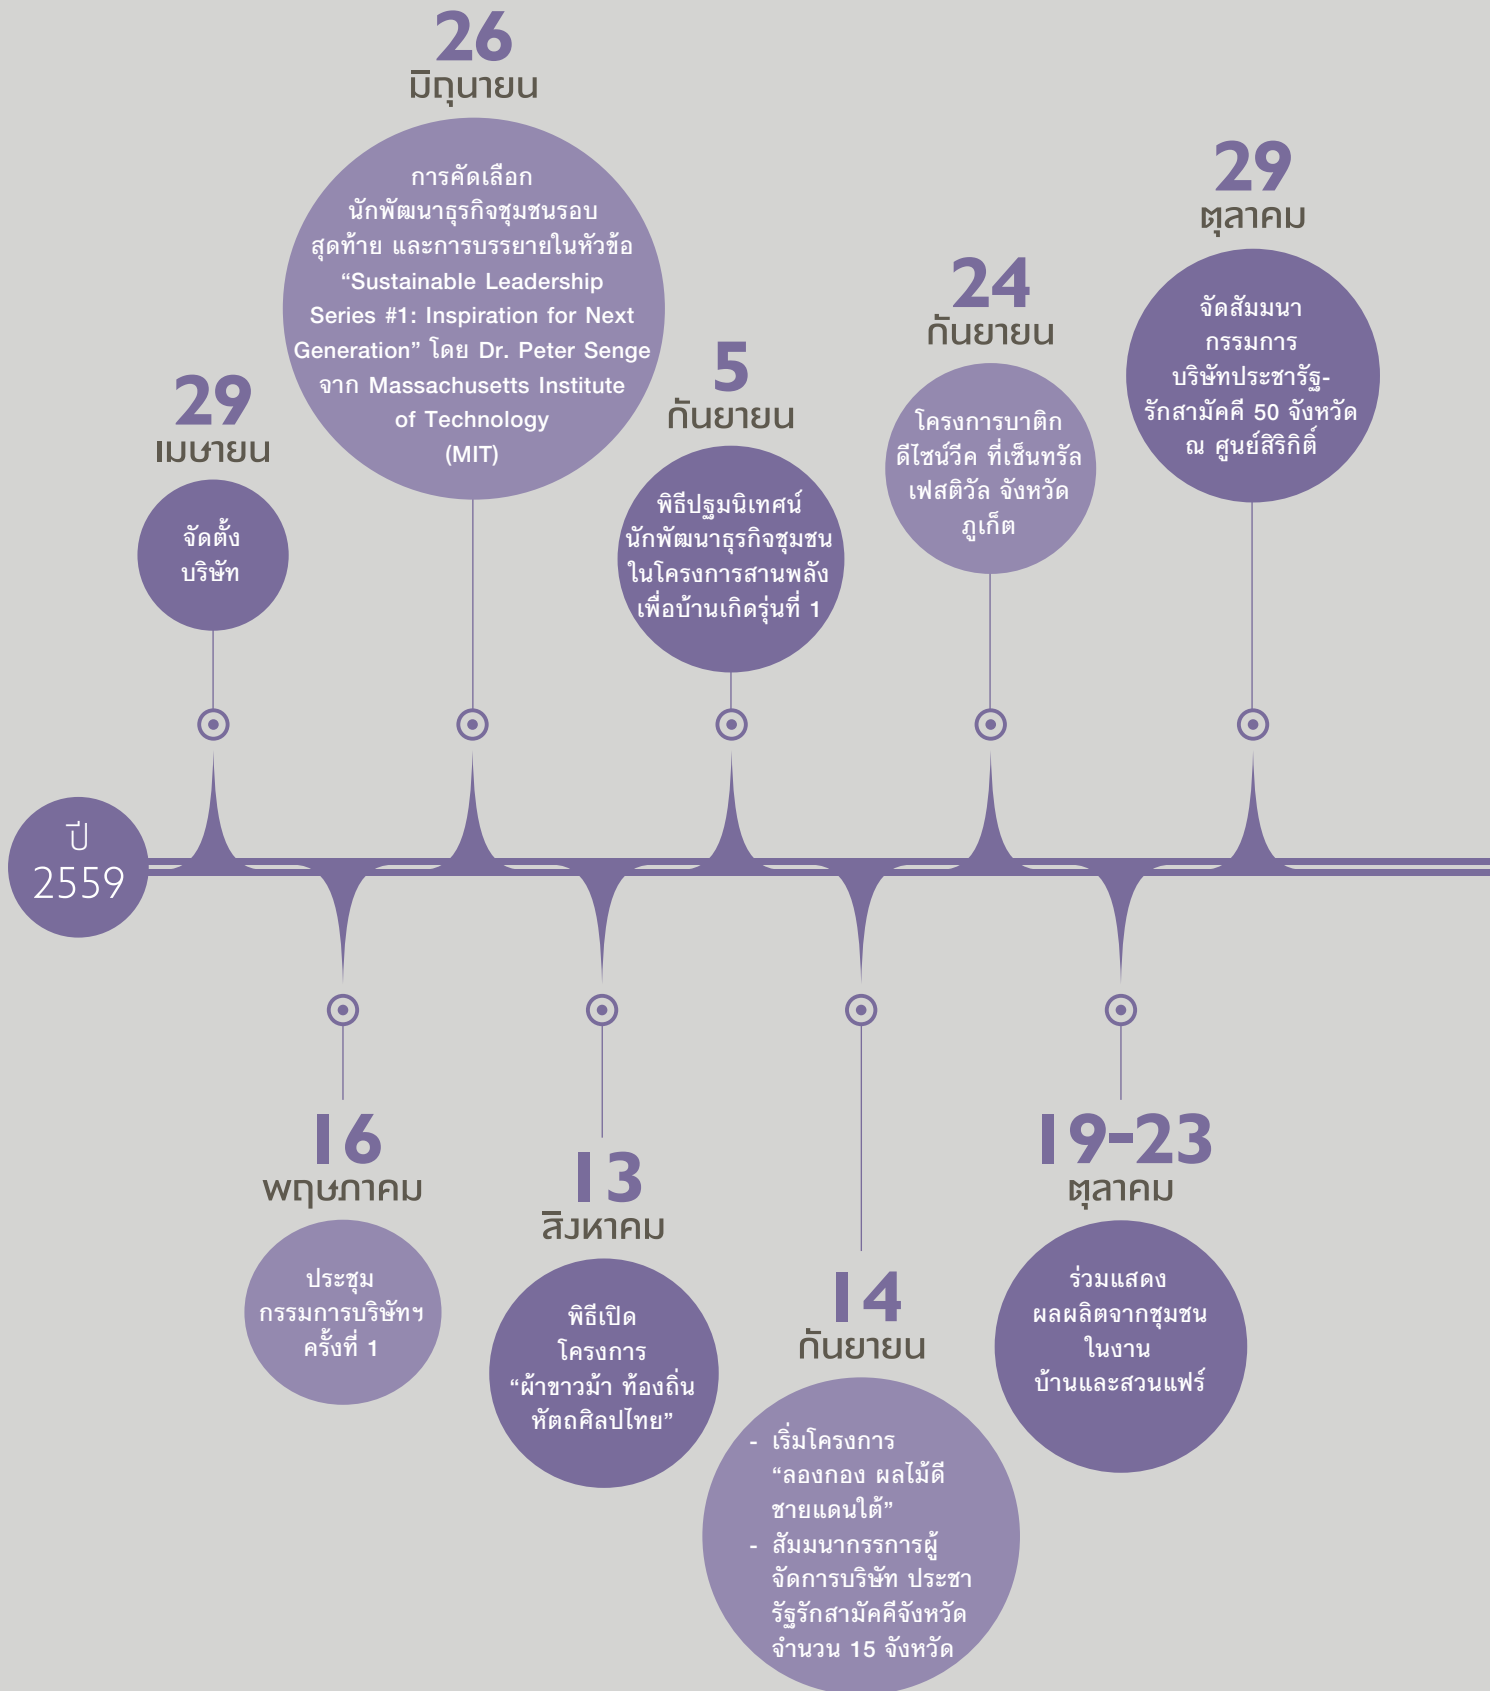 ปี
2559
29
เมษายน
จัดตั้ง
บริษัท
16
พฤษภาคม
ประชุม
กรรมการบริษัทฯ
ครั้งที่ 1
26
มิถุนายน
การคัดเลือก
นักพัฒนาธุรกิจชุมชนรอบ
สุดท้าย และการบรรยายในหัวข้อ
“Sustainable Leadership
Series #1: Inspiration for Next
Generation” โดย Dr. Peter Senge
จาก Massachusetts Institute
of Technology
(MIT)
13
สิงหาคม
พิธีเปิด
โครงการ
“ผ้าขาวม้า ท้องถิ่น
หัตถศิลปไทย”
5
กันยายน
พิธีปฐมนิเทศน์
นักพัฒนาธุรกิจชุมชน
ในโครงการสานพลัง
เพื่อบ้านเกิดรุ่นที่ 1
14
กันยายน
- เริ่มโครงการ
“ลองกอง ผลไม้ดี
ชายแดนใต้”
- สัมมนากรรการผู้
จัดการบริษัท ประชา
รัฐรักสามัคคีจังหวัด
จำนวน 15 จังหวัด
24
กันยายน
โครงการบาติก
ดีไซน์วีค ที่เซ็นทรัล
เฟสติวัล จังหวัด
ภูเก็ต
19-23
ตุลาคม
ร่วมแสดง
ผลผลิตจากชุมชน
ในงาน
บ้านและสวนแฟร์
29
ตุลาคม
จัดสัมมนา
กรรมการ
บริษัทประชารัฐ-
รักสามัคคี 50 จังหวัด
ณ ศูนย์สิริกิติ์